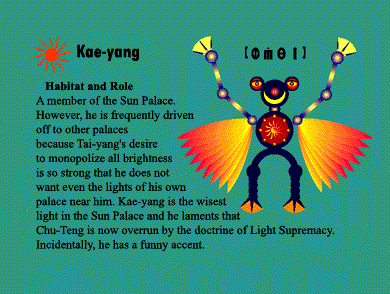 Kae-yang
Habitat and Role
A member of the Sun Palace.
However, he is frequently driven
off to other palaces
because Tai-yang's desire
to monopolize all brightness
is so strong that he does not
want even the lights of his own
palace near him. Kae-yang is the wisest
light in the Sun Palace and he laments that
Chu-Teng is now overrun by the doctrine of Light Supremacy.
Incidentally, he has a funny accent.